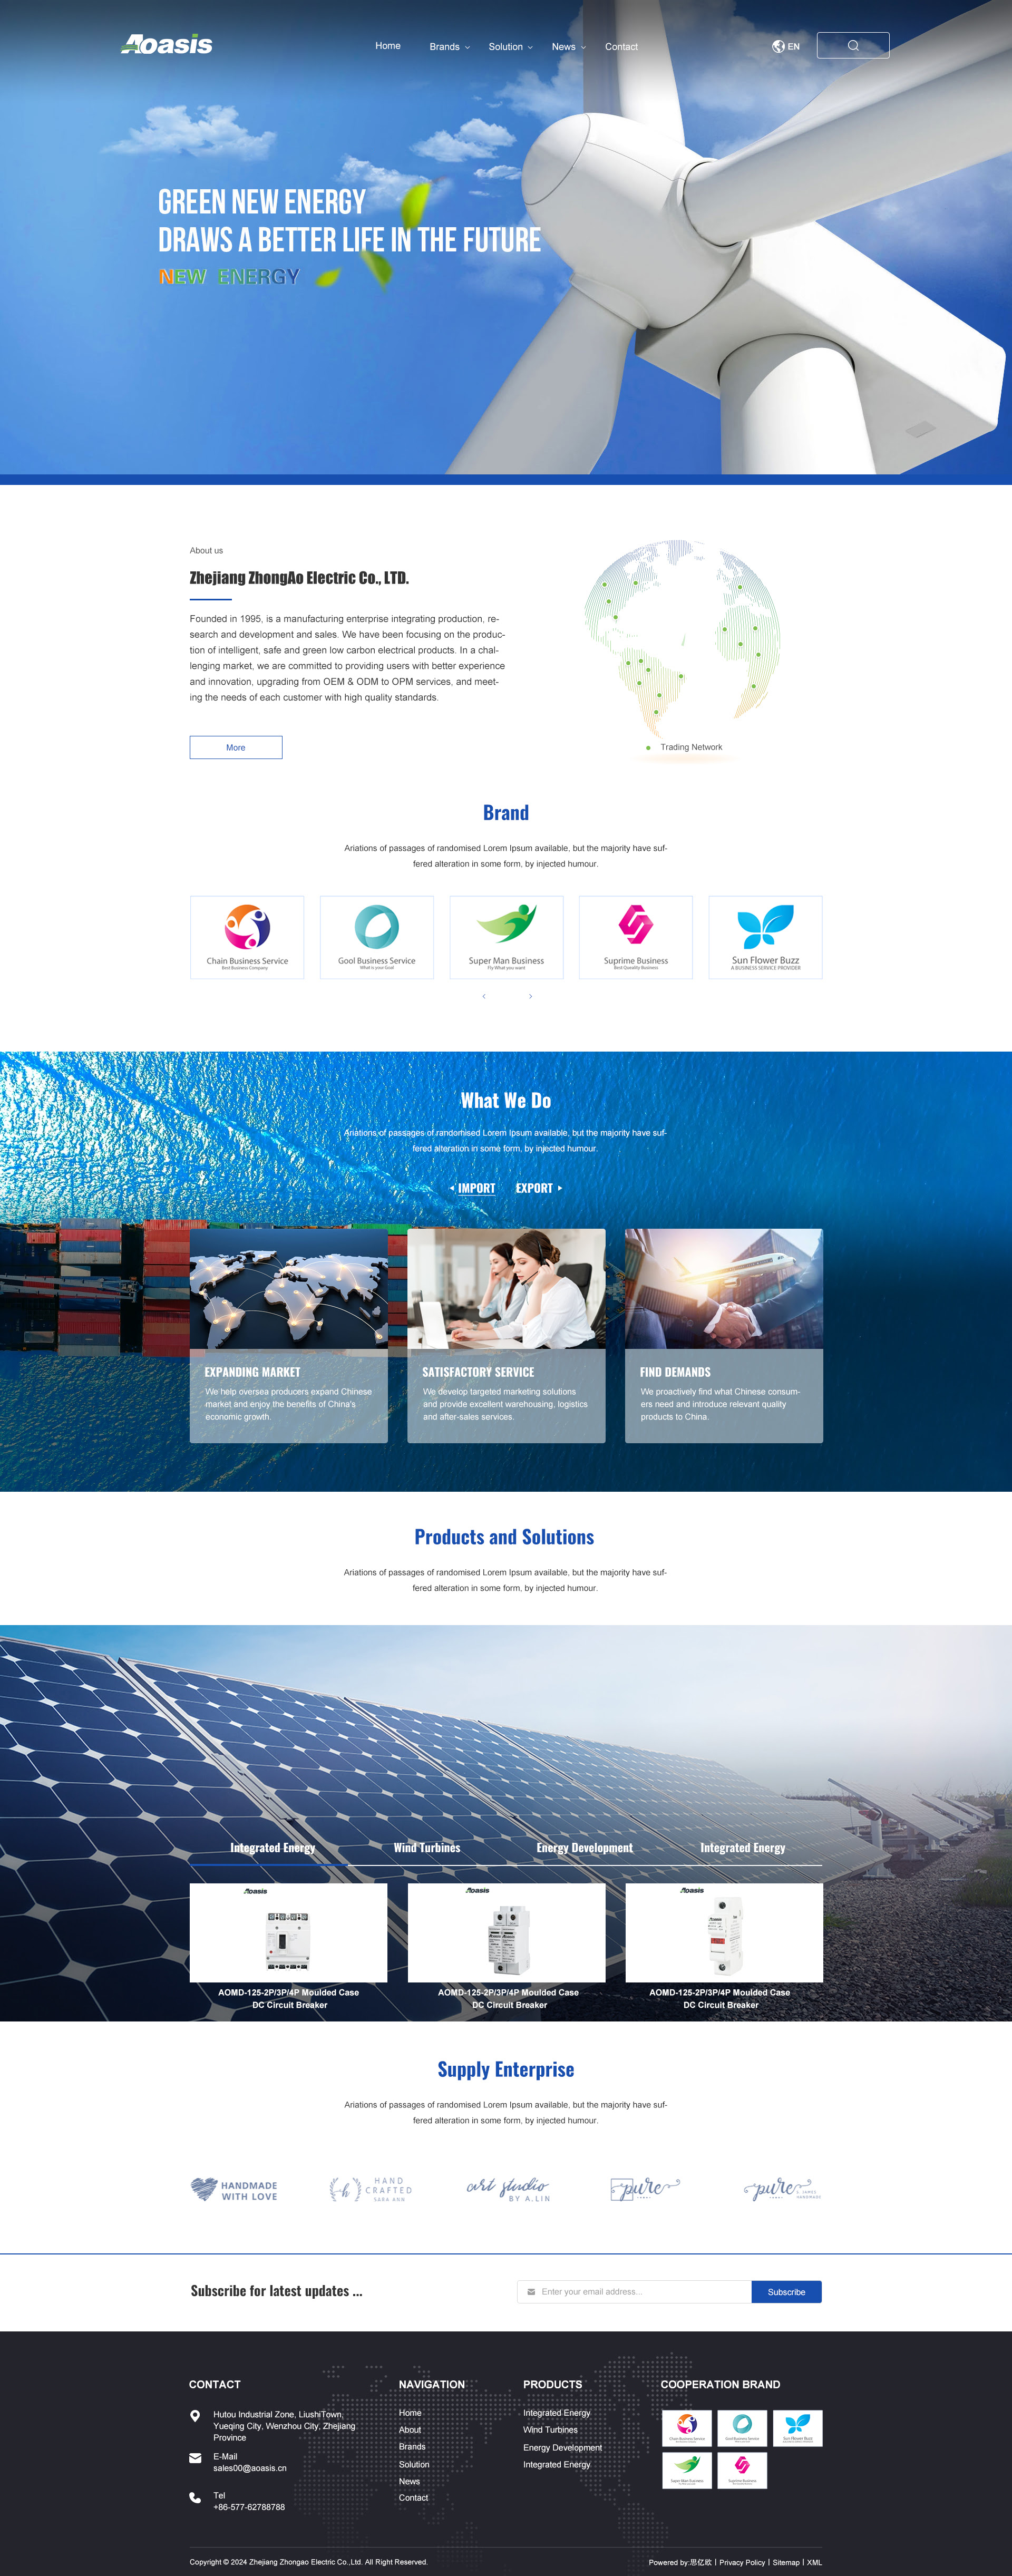 Aoasis
Home
Brands
Solution
News
Contact
EN
GREEN NEW ENERGY
DRAWS A BETTER LIFE IN THE FUTURE
NEW ENERGY
About us
Zhejiang ZhongAo Electric Co., LTD.
Founded in 1995, is a manufacturing enterprise integrating production, re-
search and development and sales. We have been focusing on the produc-
tion of intelligent, safe and green low carbon electrical products. In a chal-
lenging market, we are committed to providing users with better experience
and innovation, upgrading from OEM & ODM to OPM services, and meet-
ing the needs of each customer with high quality standards.
More
Trading Network
Brand
Ariations of passages of randomised Lorem Ipsum available, but the majority have suf-
fered alteration in some form, by injected humour.
Chain Business Service
Best Business Company
Gool Business Service
What is your Goal
Super Man Business
Fly What you want
Suprime Business
Best Queality Business
Sun Flower Buzz
A BUSINESS SERVICE PROVIDER
What We Do
Ariations of passages of randomised Lorem Ipsum available, but the majority have suf-
fered alteration in some form, by injected humour.
IMPORT
EXPORT
EXPANDING MARKET
We help oversea producers expand Chinese
market and enjoy the benefits of China's
economic growth.
SATISFACTORY SERVICE
We develop targeted marketing solutions
and provide excellent warehousing, logistics
and after-sales services.
FIND DEMANDS
We proactively find what Chinese consum-
ers need and introduce relevant quality
products to China.
Products and Solutions
Ariations of passages of randomised Lorem Ipsum available, but the majority have suf-
fered alteration in some form, by injected humour.
Integrated Energy
Wind Turbines
Energy Development
Integrated Energy
Aoasis
Aoasis
Aoasis
AOMD-125-2P/3P/4P Moulded Case
DC Circuit Breaker
AOMD-125-2P/3P/4P Moulded Case
DC Circuit Breaker
AOMD-125-2P/3P/4P Moulded Case
DC Circuit Breaker
Supply Enterprise
Ariations of passages of randomised Lorem Ipsum available, but the majority have suf-
fered alteration in some form, by injected humour.
HANDMADE
WITH LOVE
h
HAND
CRAFTED
SARA ANN
art studio
BY A.LIN
pure
pure
& JAMES
HANDMADE
Subscribe for latest updates ...
Enter your email address...
Subscribe
CONTACT
Hutou Industrial Zone, LiushiTown,
Yueqing City, Wenzhou City, Zhejiang
Province
E-Mail
sales00@aoasis.cn
Tel
+86-577-62788788
NAVIGATION
Home
About
Brands
Solution
News
Contact
PRODUCTS
Integrated Energy
Wind Turbines
Energy Development
Integrated Energy
COOPERATION BRAND
Chain Business Service
Gool Business Service
Sun Flower Buzz
Super Man Business
Suprime Business
Copyright © 2024 Zhejiang Zhongao Electric Co.,Ltd. All Right Reserved.
Powered by:思亿欧 | Privacy Policy | Sitemap | XML